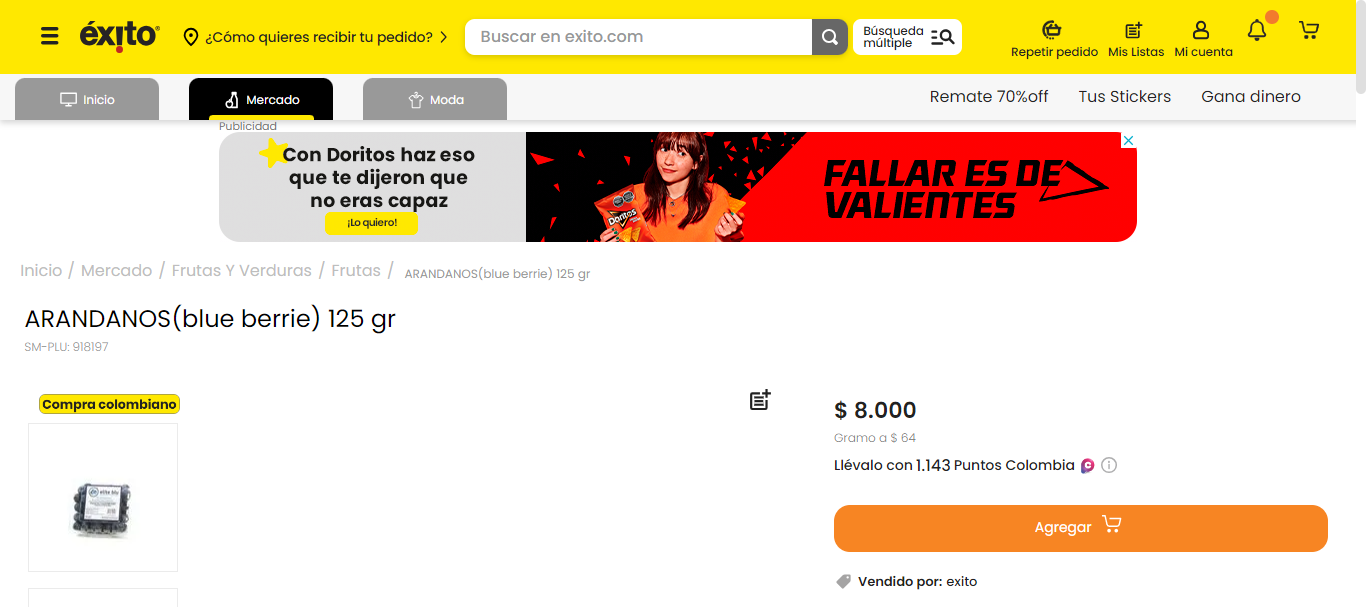 éxito
¿Cómo quieres recibir tu pedido?
Buscar en exito.com
Búsqueda
múltiple
Repetir pedido
Mis Listas
Mi cuenta
Inicio
Mercado
Moda
Remate 70%off
Tus Stickers
Gana dinero
Publicidad
Con Doritos haz eso
que te dijeron que
no eras capaz
¡Lo quiero!
Doritos
FALLAR ES DE
VALIENTES
Inicio / Mercado / Frutas Y Verduras / Frutas / ARANDANOS(blue berrie) 125 gr
ARANDANOS(blue berrie) 125 gr
SM-PLU: 918197
Compra colombiano
elite blu
$ 8.000
Gramo a $ 64
Llévalo con 1.143 Puntos Colombia
Agregar
Vendido por: exito